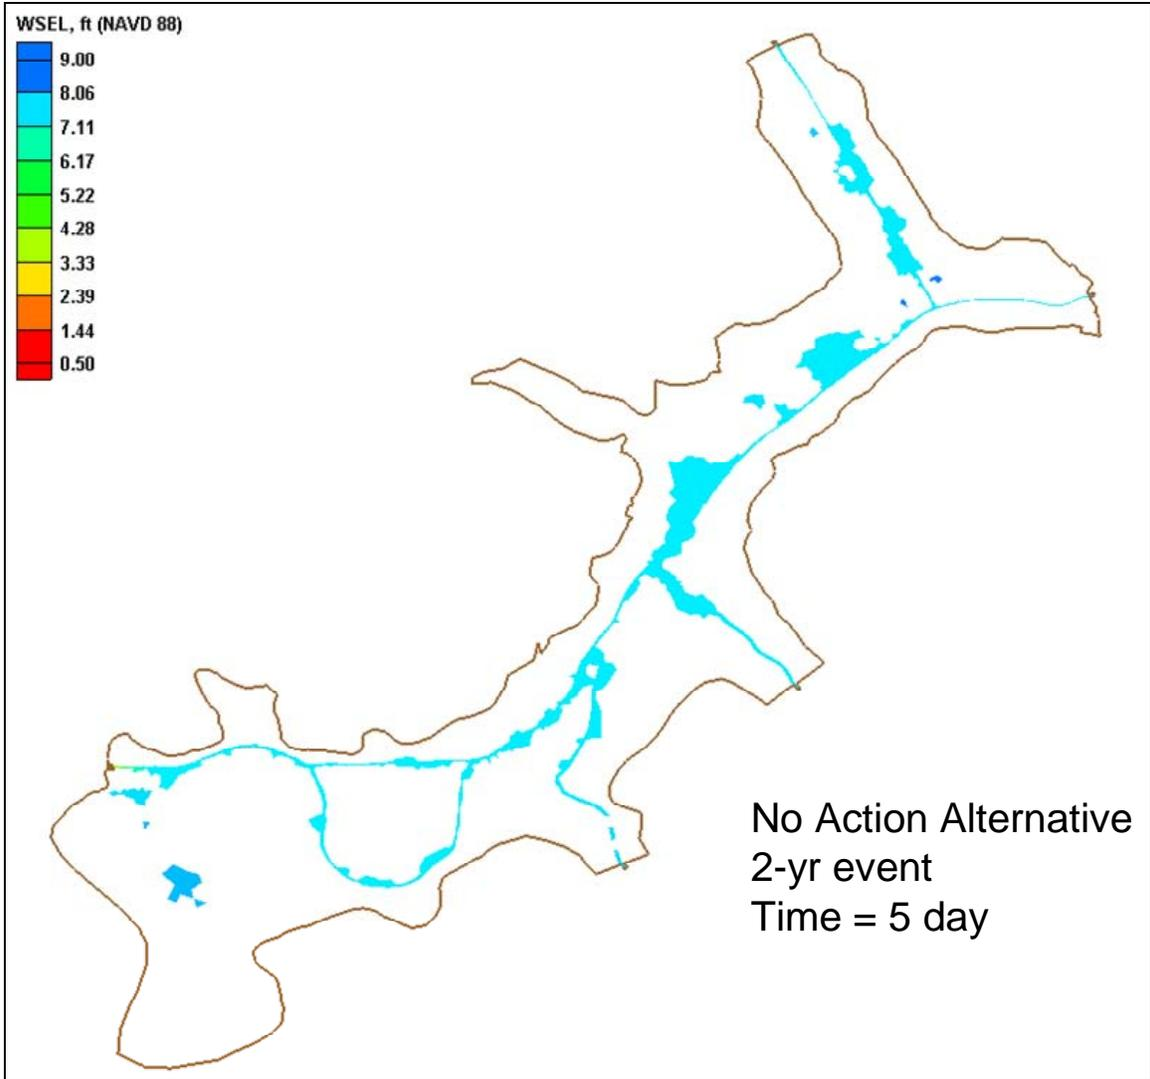 WSEL, ft (NAVD 88)
9.00
8.06
7.11
6.17
5.22
4.28
3.33
2.39
1.44
0.50
No Action Alternative
2-yr event
Time = 5 day